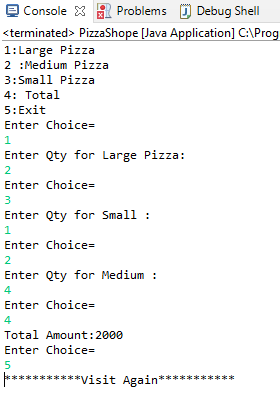 Console Problems Debug Shell
<terminated> PizzaShope [Java Application] C:\Prog
1:Large Pizza
2 :Medium Pizza
3:Small Pizza
4: Total
5:Exit
Enter Choice=
1
Enter Qty for Large Pizza:
2
Enter Choice=
3
Enter Qty for Small :
1
Enter Choice=
2
Enter Qty for Medium :
4
Enter Choice=
4
Total Amount:2000
Enter Choice=
5
***********Visit Again***********